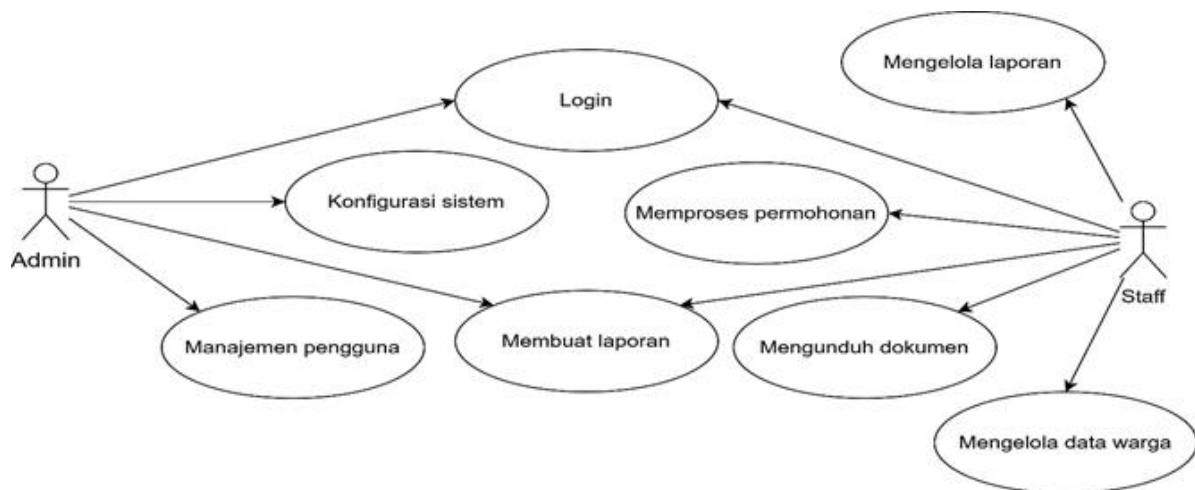 Mengelola laporan
Login
Konfigurasi sistem
Memproses permohonan
Admin
Staff
Manajemen pengguna
Membuat laporan
Mengunduh dokumen
Mengelola data warga